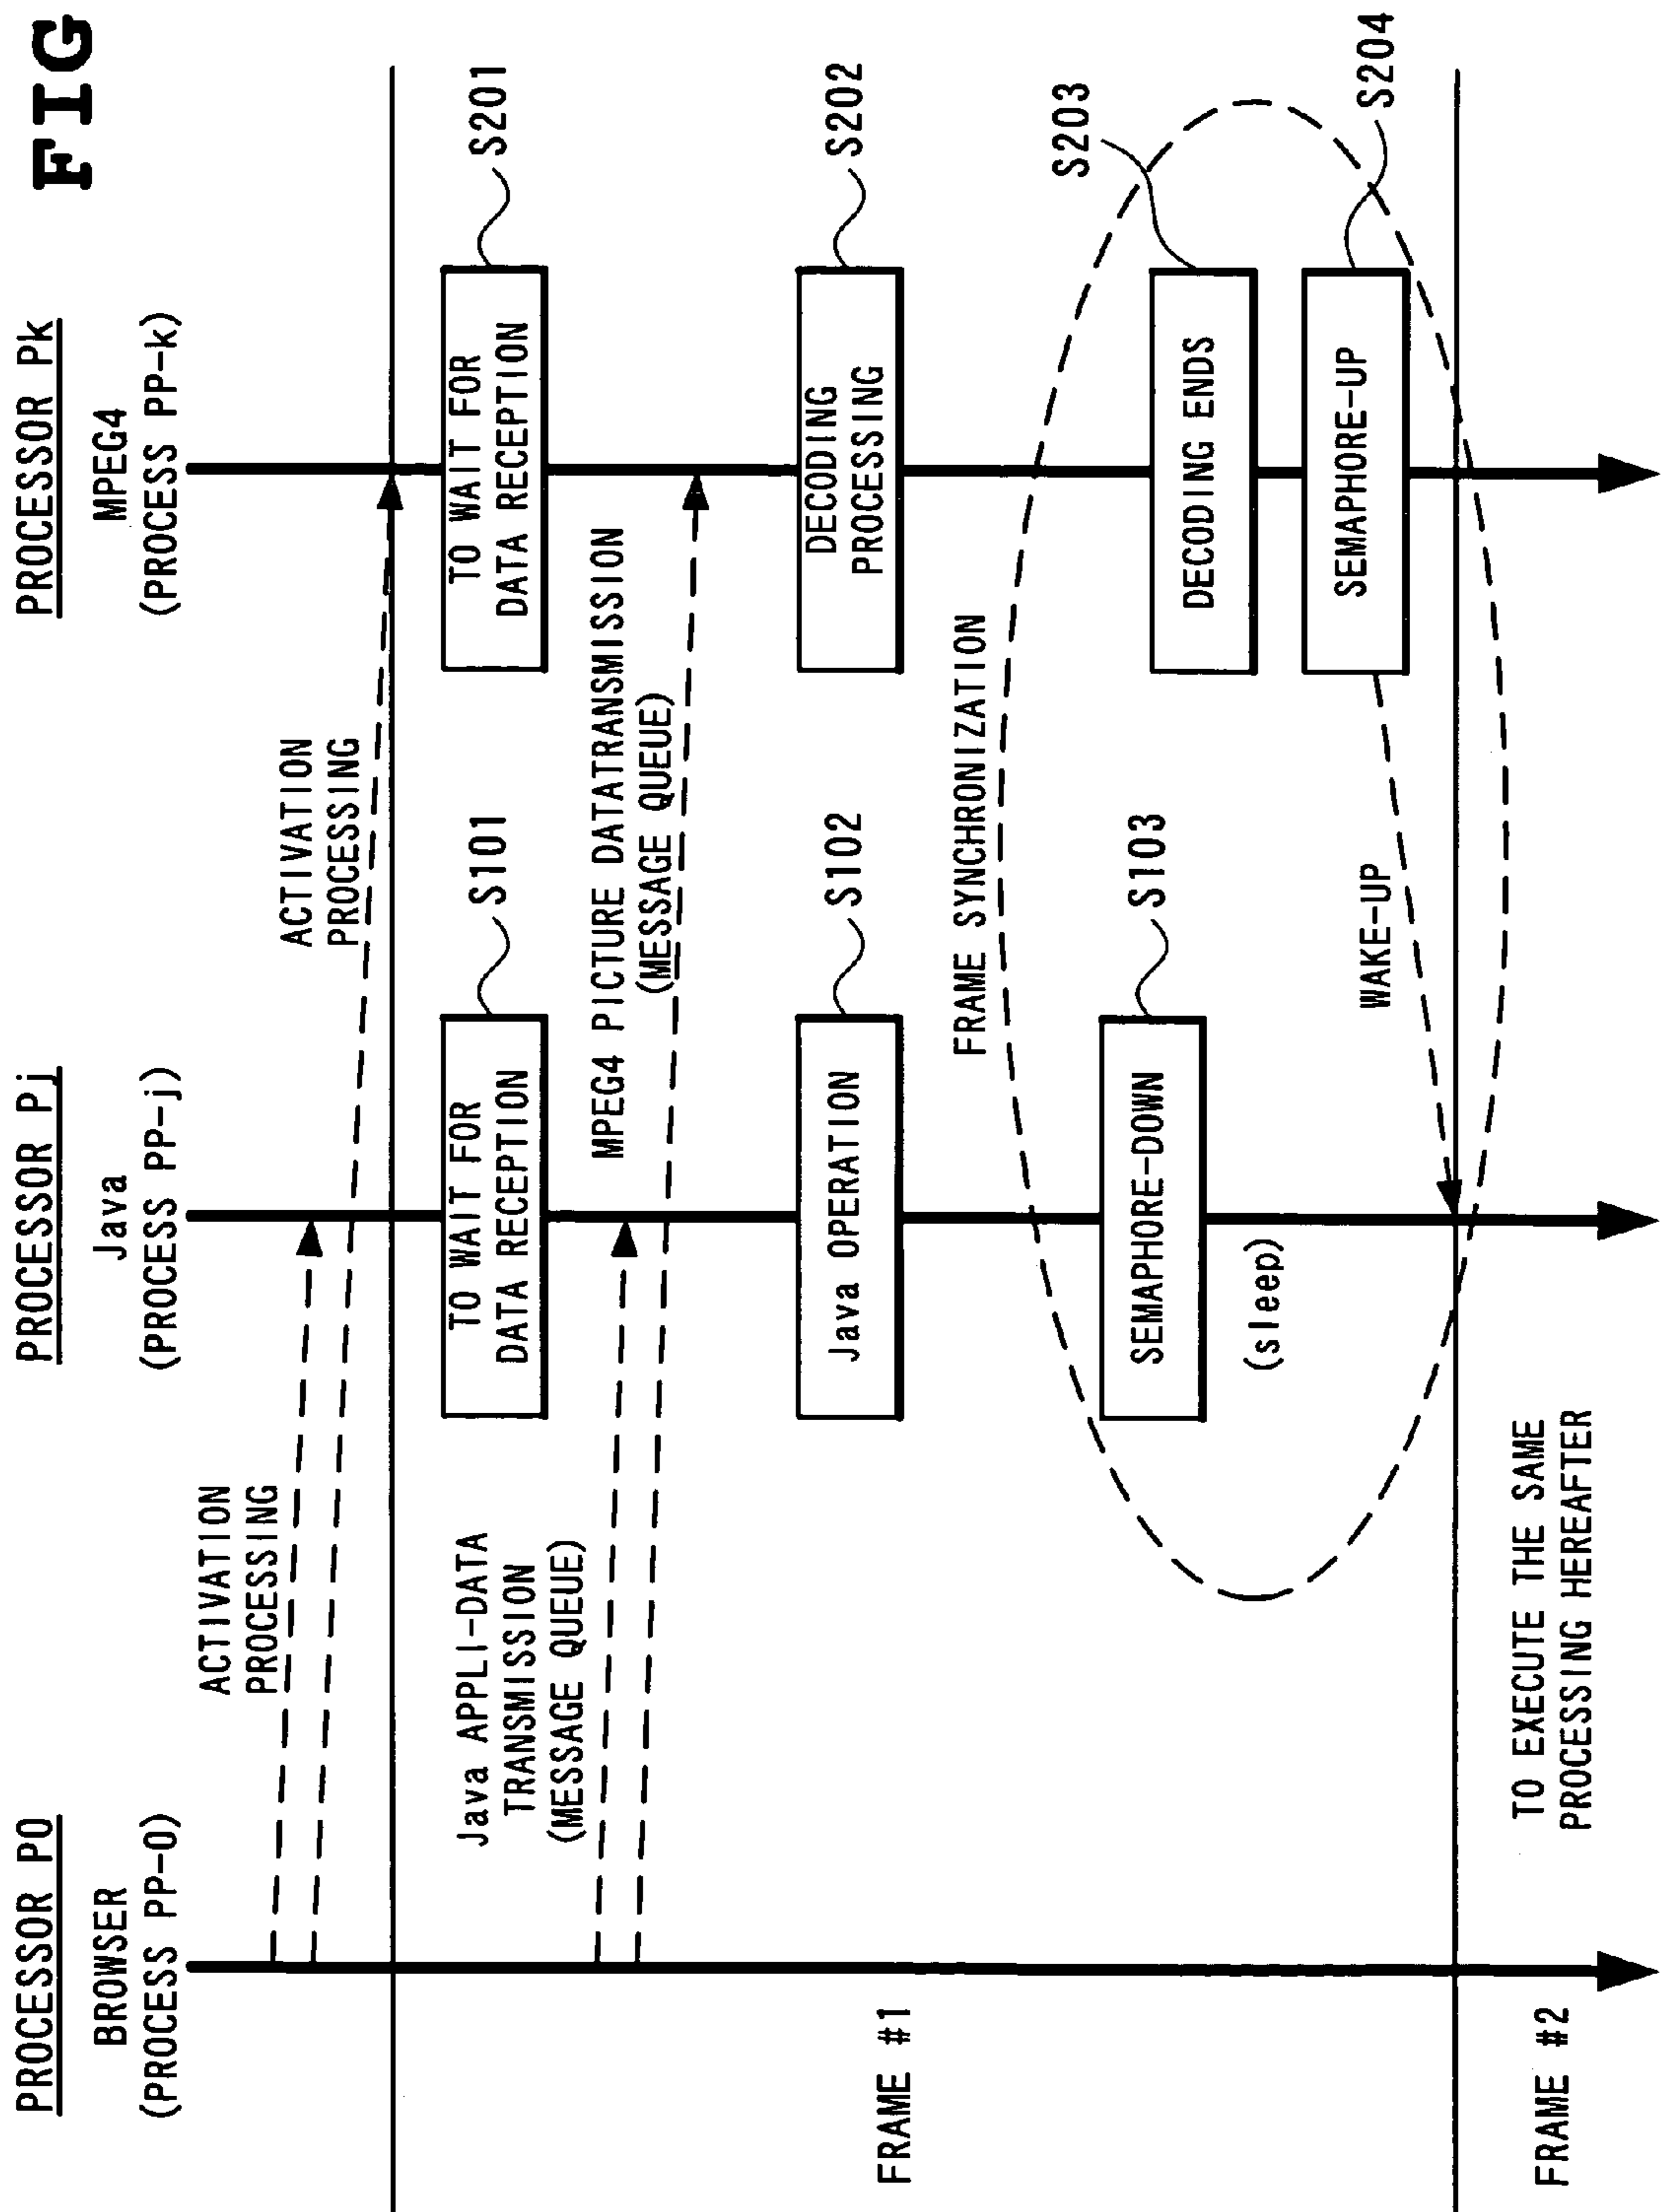 FIG
PROCESSOR P0
BROWSER
(PROCESS PP-0)
PROCESSOR Pj
Java
(PROCESS PP-j)
PROCESSOR Pk
MPEG4
(PROCESS PP-k)
ACTIVATION
PROCESSING
ACTIVATION
PROCESSING
TO WAIT FOR
DATA RECEPTION
S101
TO WAIT FOR
DATA RECEPTION
S201
Java APPLI-DATA
TRANSMISSION
(MESSAGE QUEUE)
MPEG4 PICTURE DATATRANSMISSION
(MESSAGE QUEUE)
FRAME #1
Java OPERATION
S102
DECODING
PROCESSING
S202
FRAME SYNCHRONIZATION
SEMAPHORE-DOWN
S103
(sleep)
DECODING ENDS
S203
SEMAPHORE-UP
S204
WAKE-UP
FRAME #2
TO EXECUTE THE SAME
PROCESSING HEREAFTER